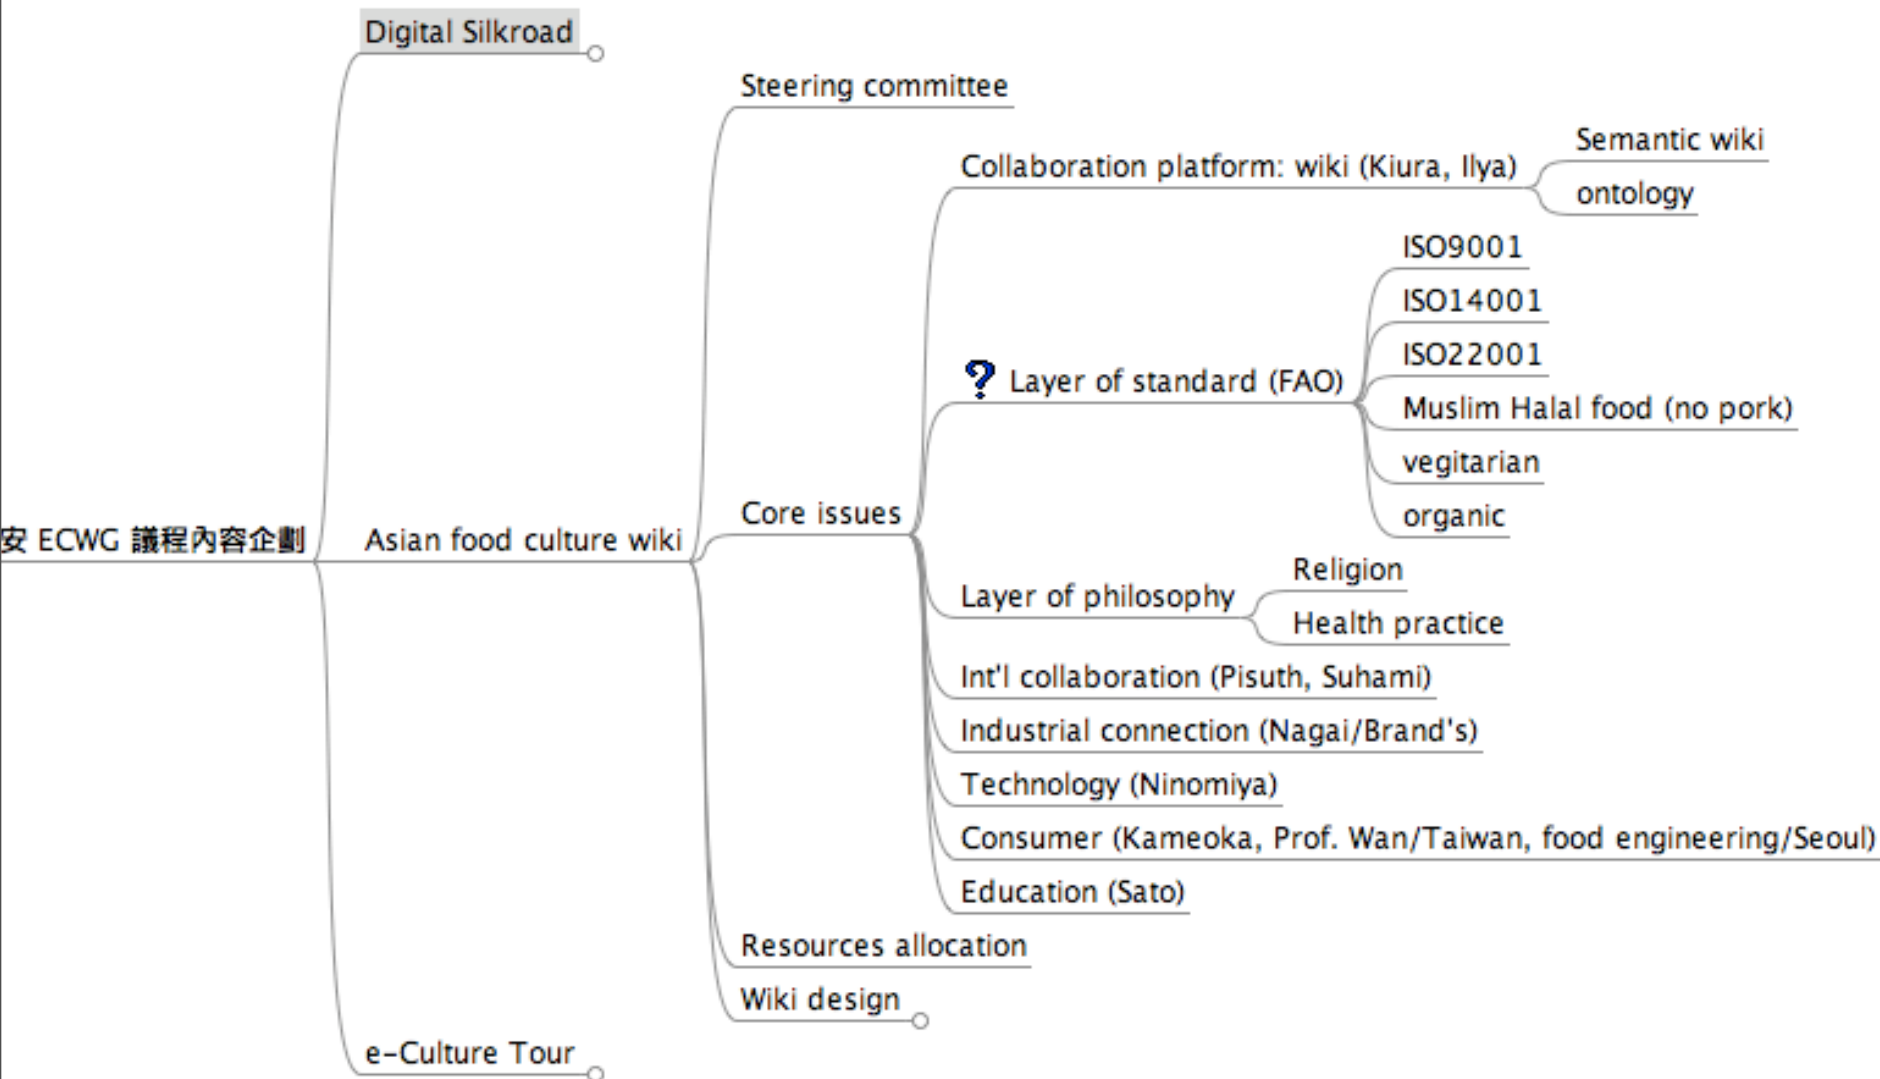 Digital Silkroad
Steering committee
Semantic wiki
Collaboration platform: wiki (Kiura, Ilya)
ontology
ISO9001
ISO14001
ISO22001
? Layer of standard (FAO)
Muslim Halal food (no pork)
vegitarian
organic
Core issues
安 ECWG 議程內容企劃
Asian food culture wiki
Religion
Layer of philosophy
Health practice
Int'l collaboration (Pisuth, Suhami)
Industrial connection (Nagai/Brand's)
Technology (Ninomiya)
Consumer (Kameoka, Prof. Wan/Taiwan, food engineering/Seoul)
Education (Sato)
Resources allocation
Wiki design
e-Culture Tour